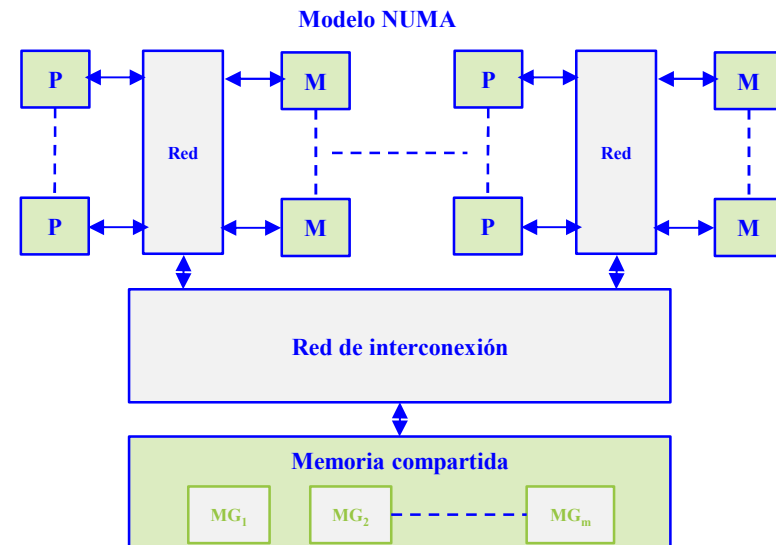 Modelo NUMA
P
M
P
M
Red
Red
P
M
P
M
Red de interconexión
Memoria compartida
MG₁
MG₂
MGₘ